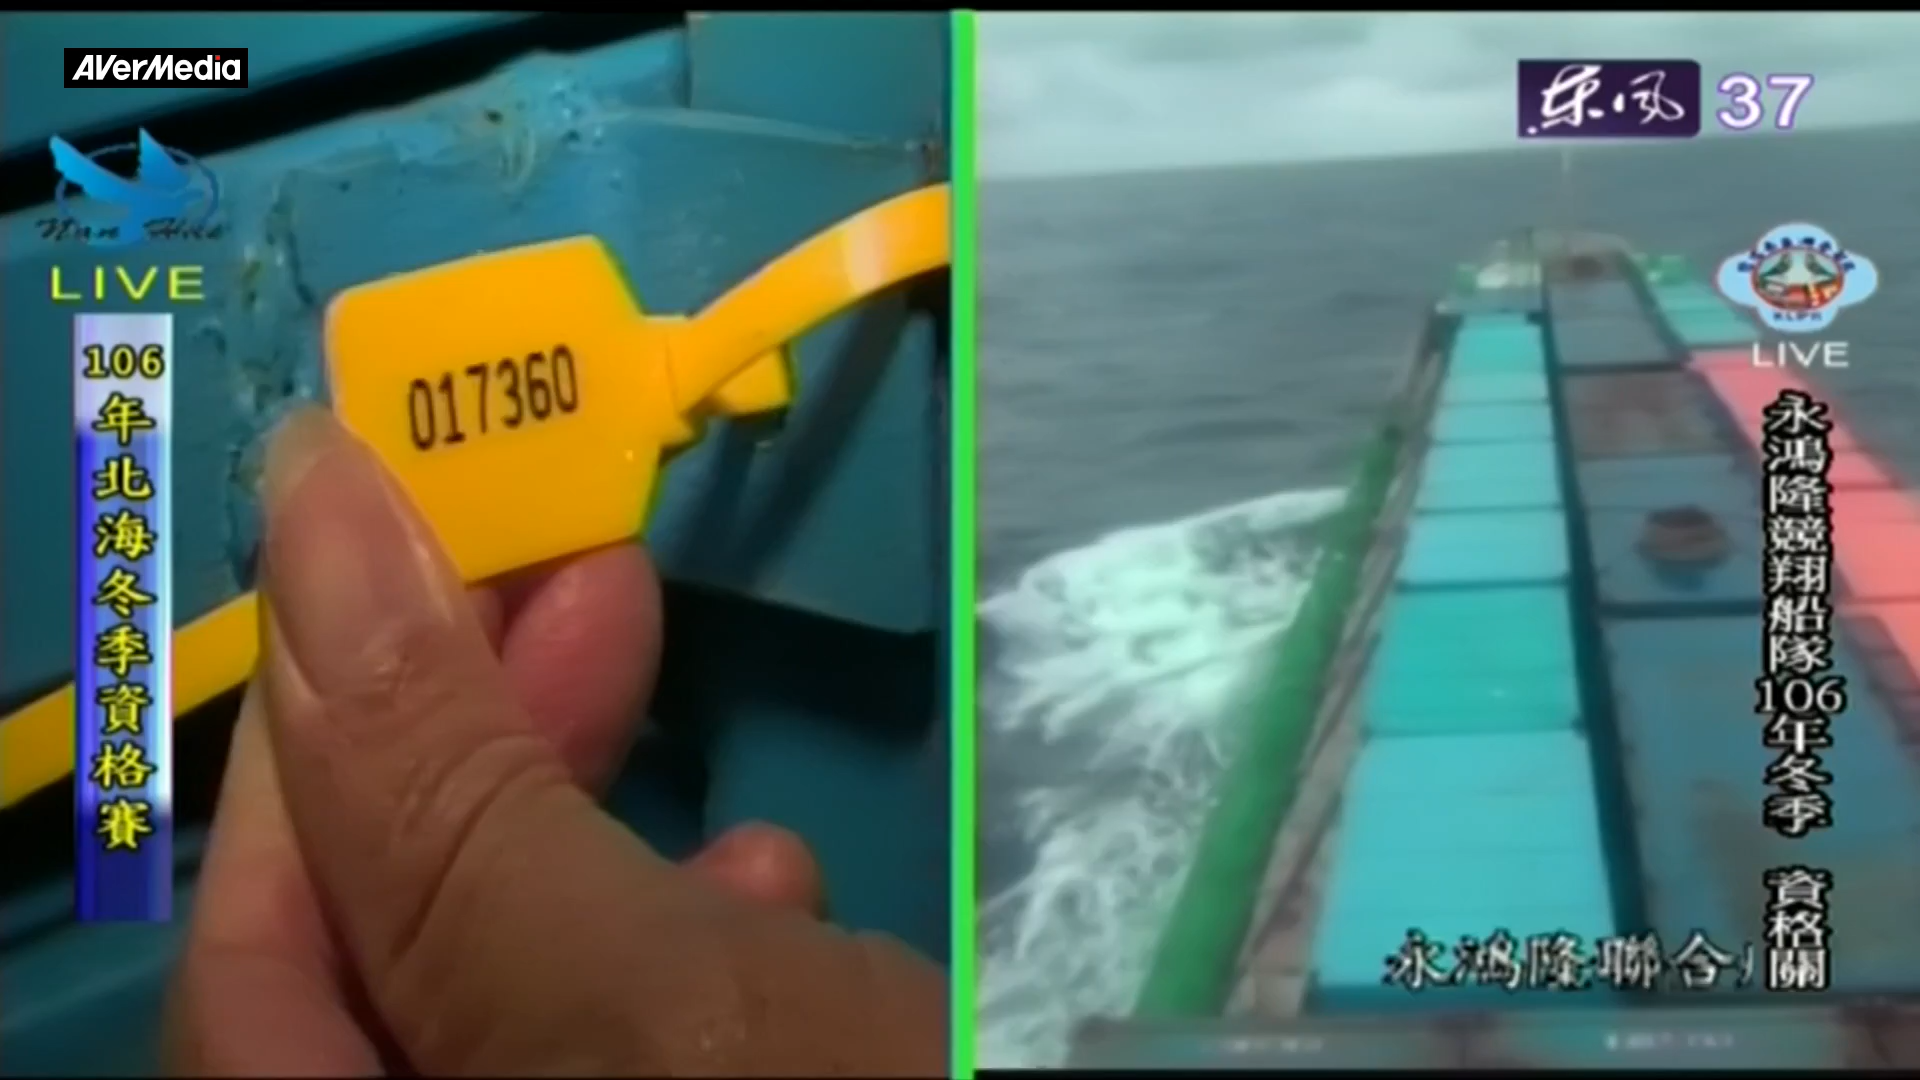 AVerMedia
东风 37
Nan Hai
LIVE
106年北海冬季資格賽
017360
LIVE
永鴻隆競翔船隊106年冬季 資格關
永鴻隆聯合